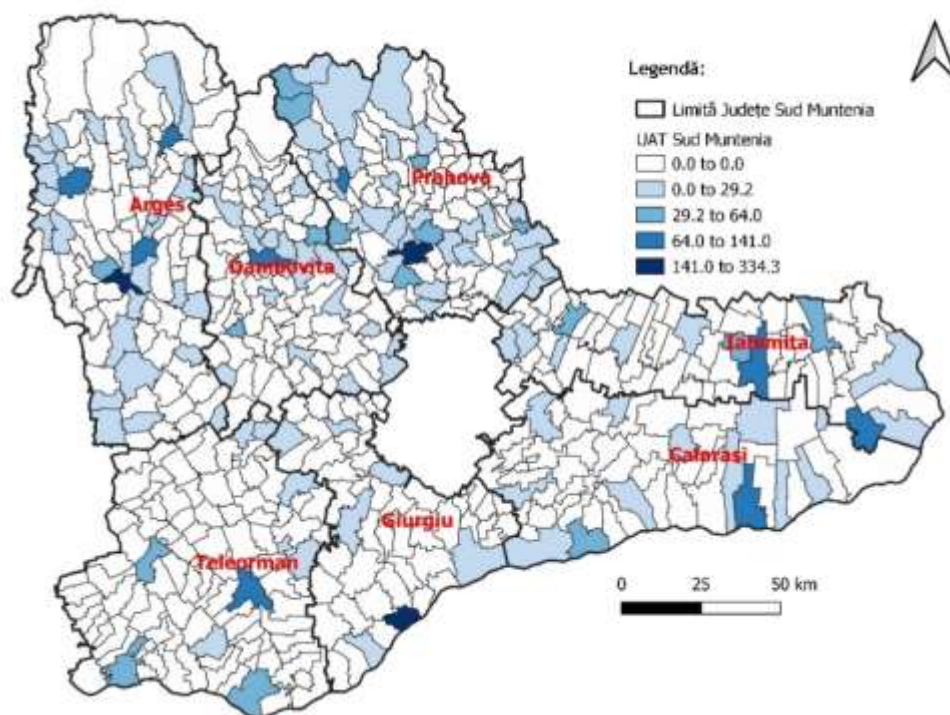 Legendă:
Limită Județe Sud Muntenia
UAT Sud Muntenia
0.0 to 0.0
0.0 to 29.2
29.2 to 64.0
64.0 to 141.0
141.0 to 334.3
Prahova
Argeș
Dambovita
Ialomita
Calarași
Giurgiu
Teleorman
0 25 50 km